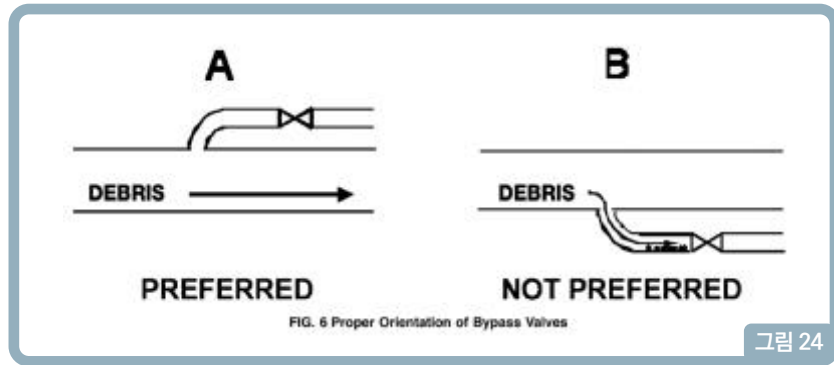 A
B
DEBRIS
DEBRIS
PREFERRED
NOT PREFERRED
FIG. 6 Proper Orientation of Bypass Valves
그림 24